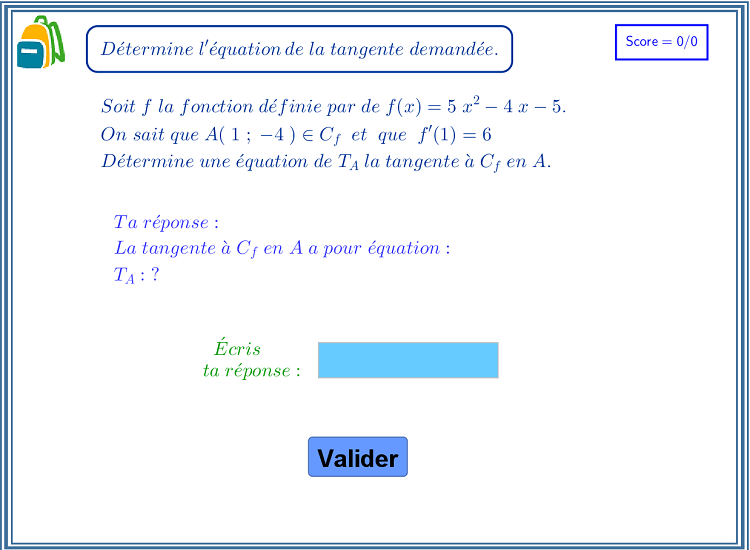 Détermine l'équation de la tangente demandée.
Score = 0/0
Soit f la fonction définie par de f(x) = 5 x² − 4 x − 5.
On sait que A( 1 ; −4 ) ∈ C_f et que f′(1) = 6
Détermine une équation de T_A la tangente à C_f en A.
Ta réponse :
La tangente à C_f en A a pour équation :
T_A : ?
Écris
ta réponse :
Valider